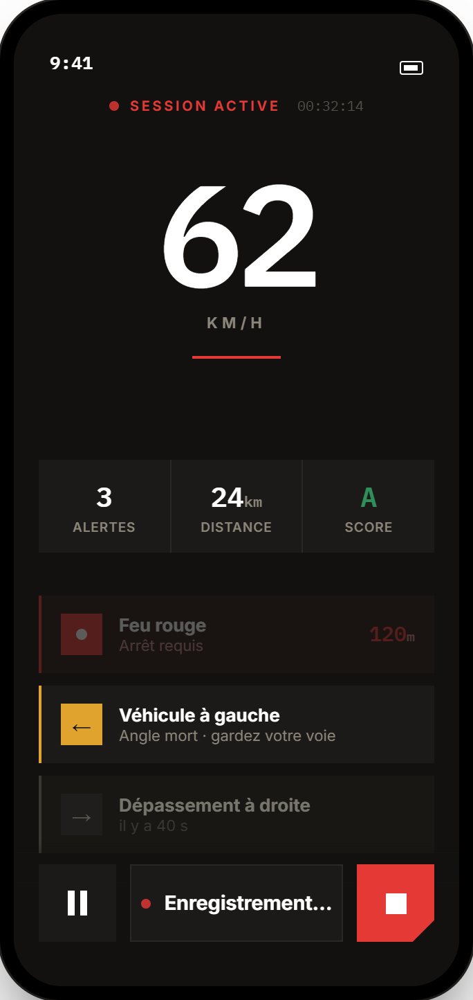 9:41
SESSION ACTIVE 00:32:14
62
KM/H
3 24km A
ALERTES DISTANCE SCORE
Feu rouge
Arrêt requis
120m
Véhicule à gauche
Angle mort · gardez votre voie
Dépassement à droite
il y a 40 s
Enregistrement…